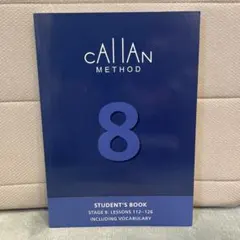 cAllAN
METHOD
8
STUDENT'S BOOK
STAGE 8: LESSONS 112–126
INCLUDING VOCABULARY